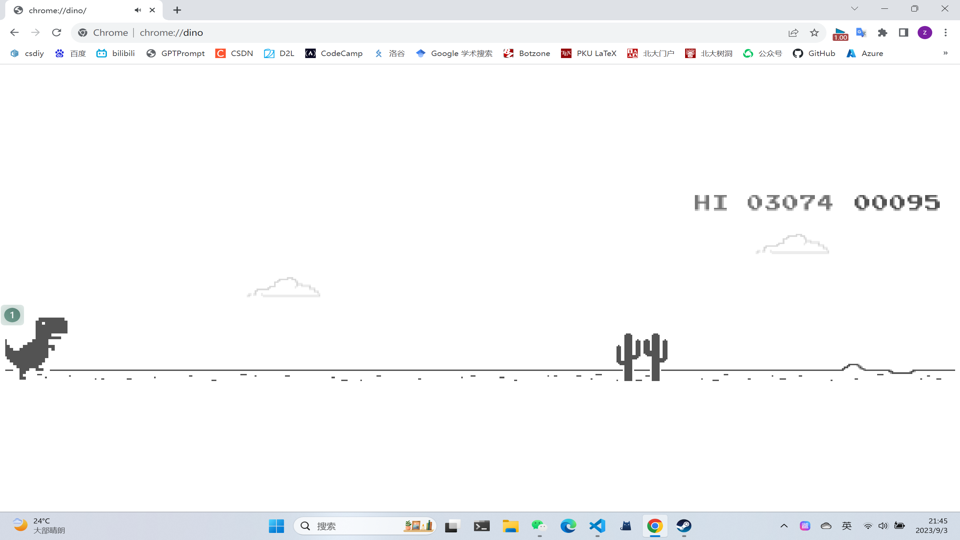 chrome://dino/
Chrome | chrome://dino
1.00
z
csdiy 百度 bilibili GPTPrompt CSDN D2L CodeCamp 洛谷 Google 学术搜索 Botzone PKU LaTeX 北大门户 北大树洞 公众号 GitHub Azure »
HI 03074 00095
1
24°C
大部晴朗
搜索
英
21:45
2023/9/3